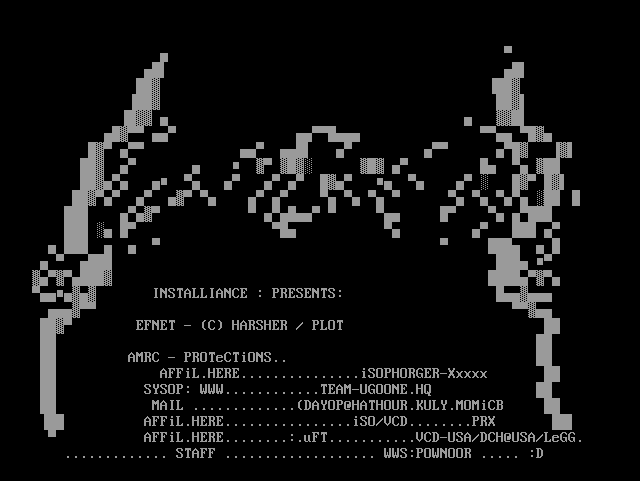 INSTALLIANCE : PRESENTS:
EFNET - (C) HARSHER / PLOT
AMRC - PROTeCTiONS..
AFFiL.HERE...............iSOPHORGER-Xxxxx
SYSOP: WWW............TEAM-UGOONE.HQ
MAIL .............(DAYOP@HATHOUR.KULY.MOMiCB
AFFiL.HERE................iSO/VCD........PRX
AFFiL.HERE........:.uFT...........VCD-USA/DCH@USA/LeGG.
............. STAFF ................... WWS:POWNOOR ..... :D